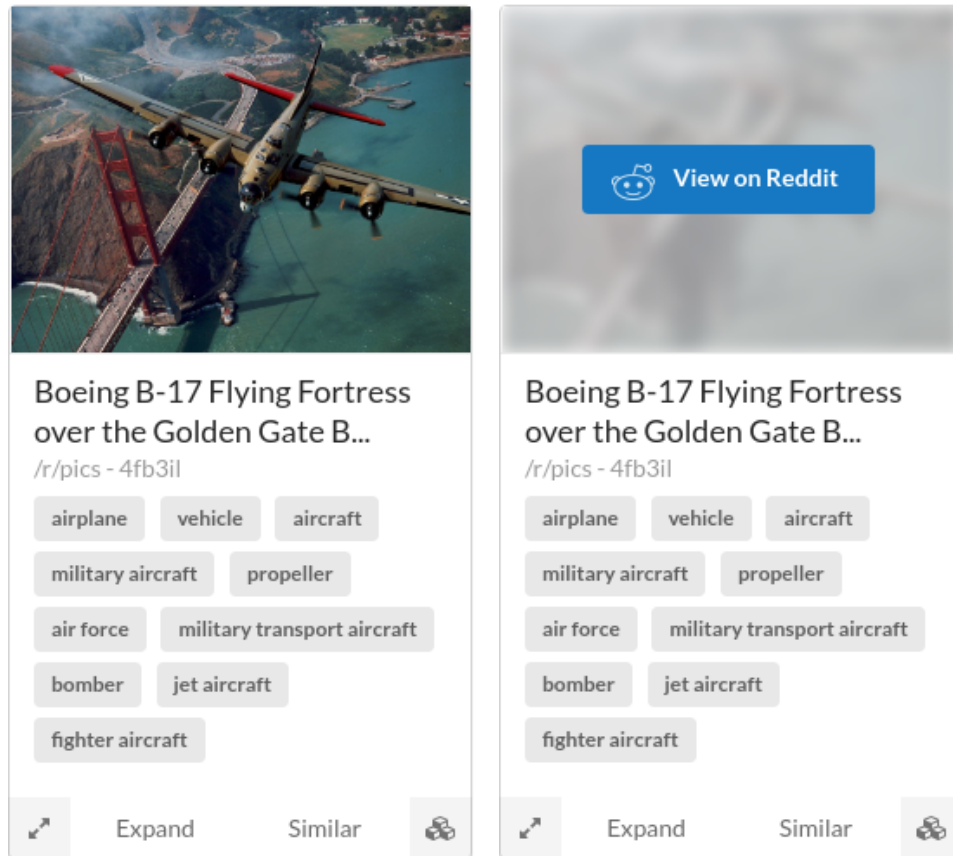 Boeing B-17 Flying Fortress
over the Golden Gate B...
/r/pics - 4fb3il
airplane vehicle aircraft
military aircraft propeller
air force military transport aircraft
bomber jet aircraft
fighter aircraft
Expand Similar
View on Reddit
Boeing B-17 Flying Fortress
over the Golden Gate B...
/r/pics - 4fb3il
airplane vehicle aircraft
military aircraft propeller
air force military transport aircraft
bomber jet aircraft
fighter aircraft
Expand Similar